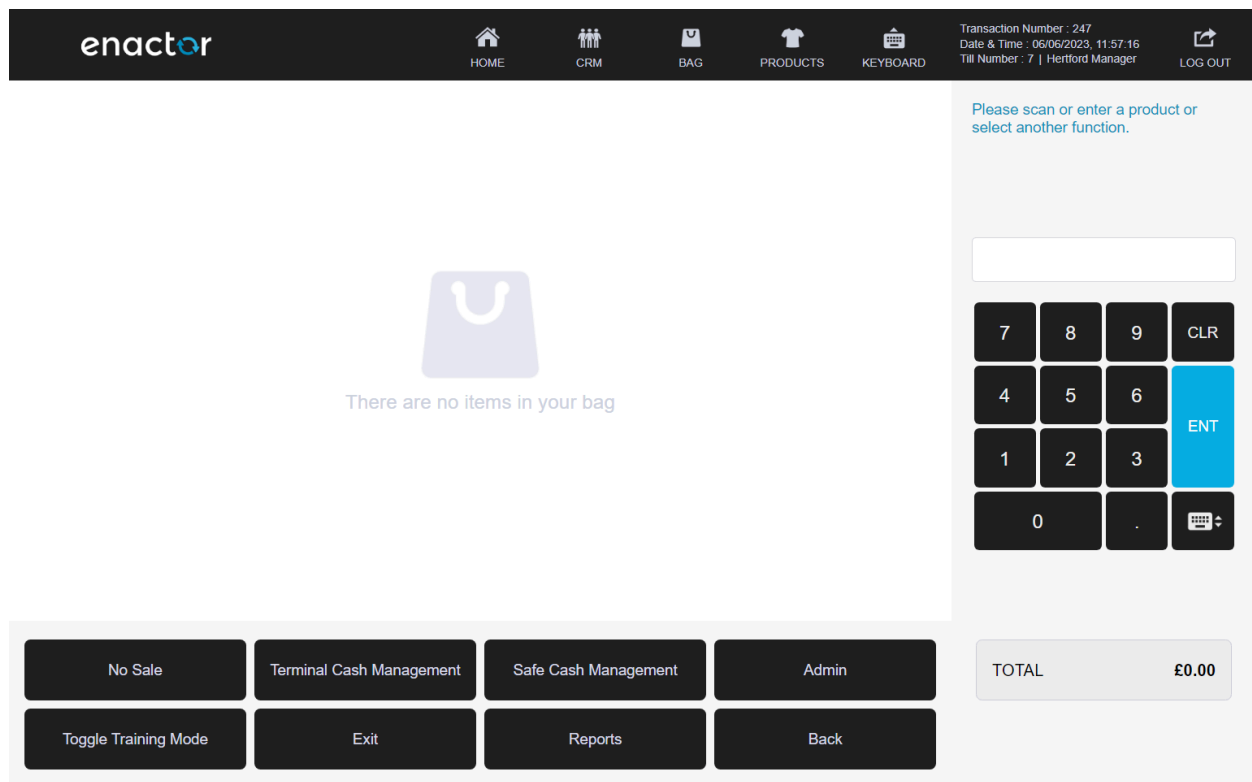 enactor
HOME
CRM
BAG
PRODUCTS
KEYBOARD
Transaction Number : 247
Date & Time : 06/06/2023, 11:57:16
Till Number : 7 | Hertford Manager
LOG OUT
Please scan or enter a product or
select another function.
There are no items in your bag
7 8 9 CLR
4 5 6
ENT
1 2 3
0 .
No Sale
Terminal Cash Management
Safe Cash Management
Admin
TOTAL £0.00
Toggle Training Mode
Exit
Reports
Back